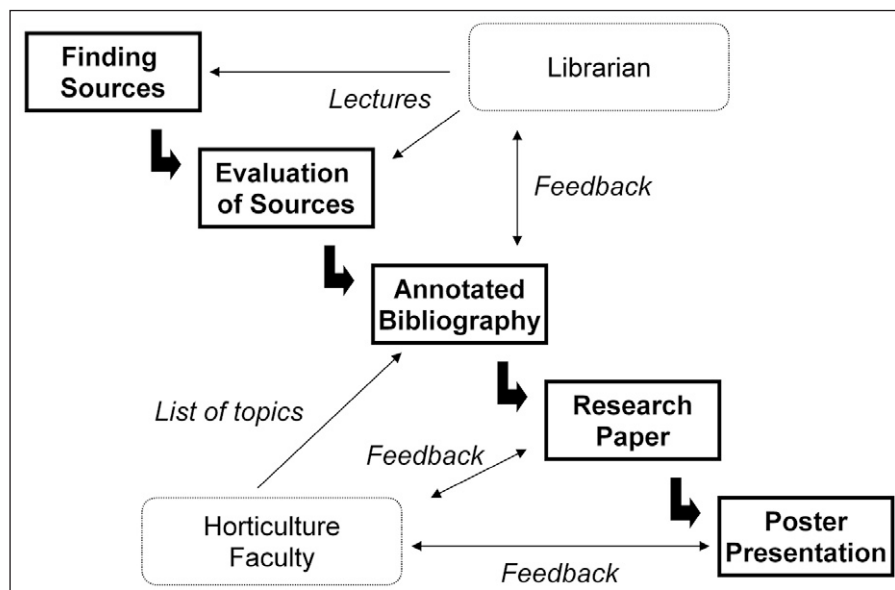 Finding
Sources
Librarian
Lectures
Evaluation
of Sources
Feedback
Annotated
Bibliography
List of topics
Research
Paper
Feedback
Horticulture
Faculty
Poster
Presentation
Feedback